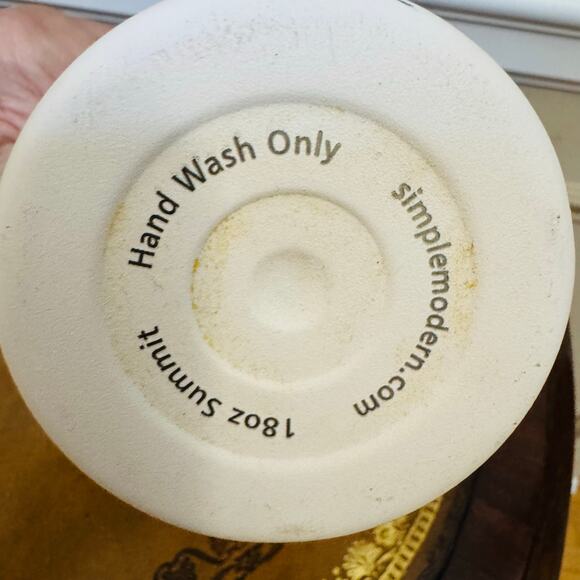 Hand Wash Only
simplemodern.com
18oz Summit